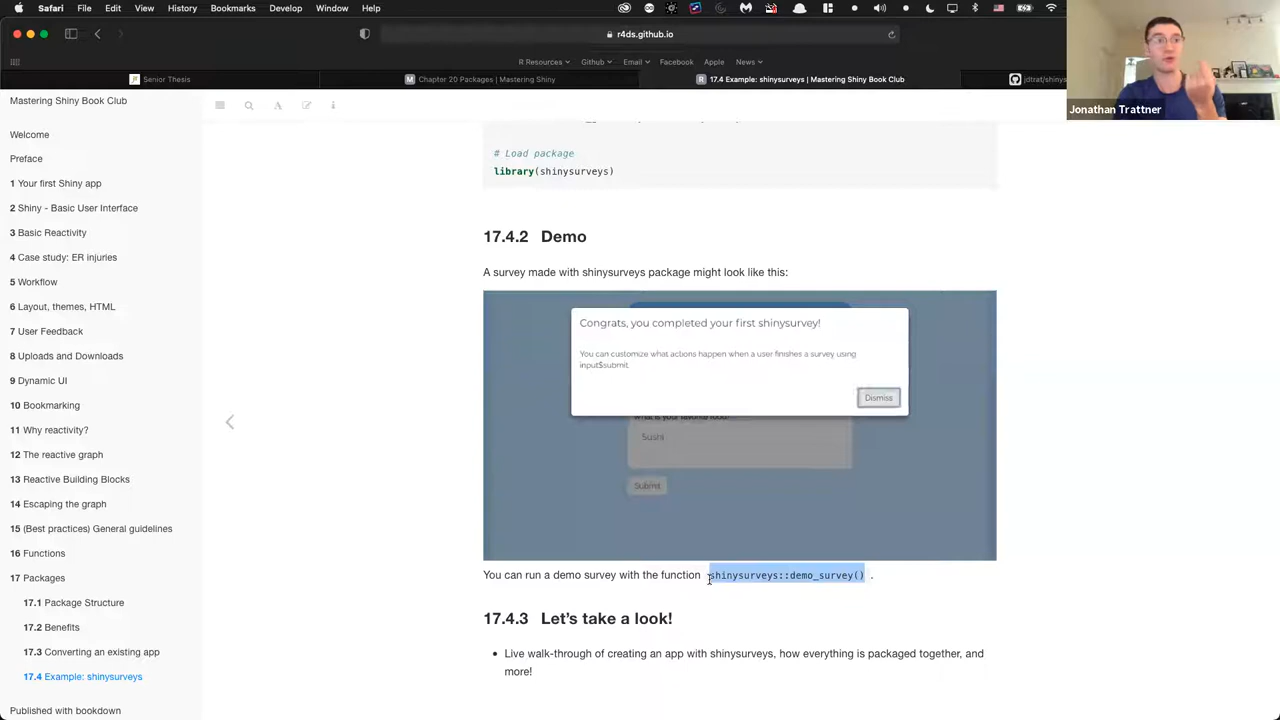 Safari File Edit View History Bookmarks Develop Window Help
r4ds.github.io
R Resources Github Email Facebook Apple News
Senior Thesis
Chapter 20 Packages | Mastering Shiny
17.4 Example: shinysurveys | Mastering Shiny Book Club
jdtrat/shinys
Jonathan Trattner
Mastering Shiny Book Club
Welcome
Preface
1 Your first Shiny app
2 Shiny - Basic User Interface
3 Basic Reactivity
4 Case study: ER injuries
5 Workflow
6 Layout, themes, HTML
7 User Feedback
8 Uploads and Downloads
9 Dynamic UI
10 Bookmarking
11 Why reactivity?
12 The reactive graph
13 Reactive Building Blocks
14 Escaping the graph
15 (Best practices) General guidelines
16 Functions
17 Packages
17.1 Package Structure
17.2 Benefits
17.3 Converting an existing app
17.4 Example: shinysurveys
Published with bookdown
# Load package
library(shinysurveys)
17.4.2 Demo
A survey made with shinysurveys package might look like this:
Congrats, you completed your first shinysurvey!
You can customize what actions happen when a user finishes a survey using
input$submit.
Dismiss
What is your favorite food?
Sushi
Submit
You can run a demo survey with the function shinysurveys::demo_survey() .
17.4.3 Let's take a look!
• Live walk-through of creating an app with shinysurveys, how everything is packaged together, and
more!